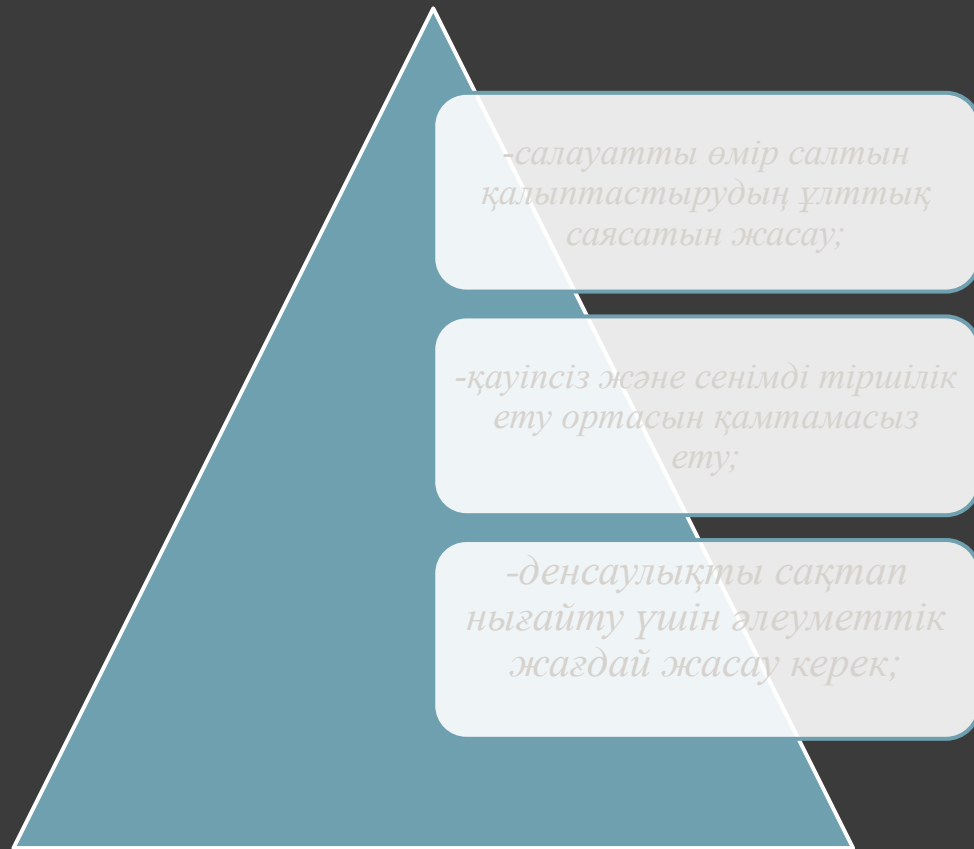 -салауатты өмір салтын
қалыптастырудың ұлттық
саясатын жасау;
-қауіпсіз және сенімді тіршілік
ету ортасын қамтамасыз
ету;
-денсаулықты сақтап
нығайту үшін әлеуметтік
жағдай жасау керек;